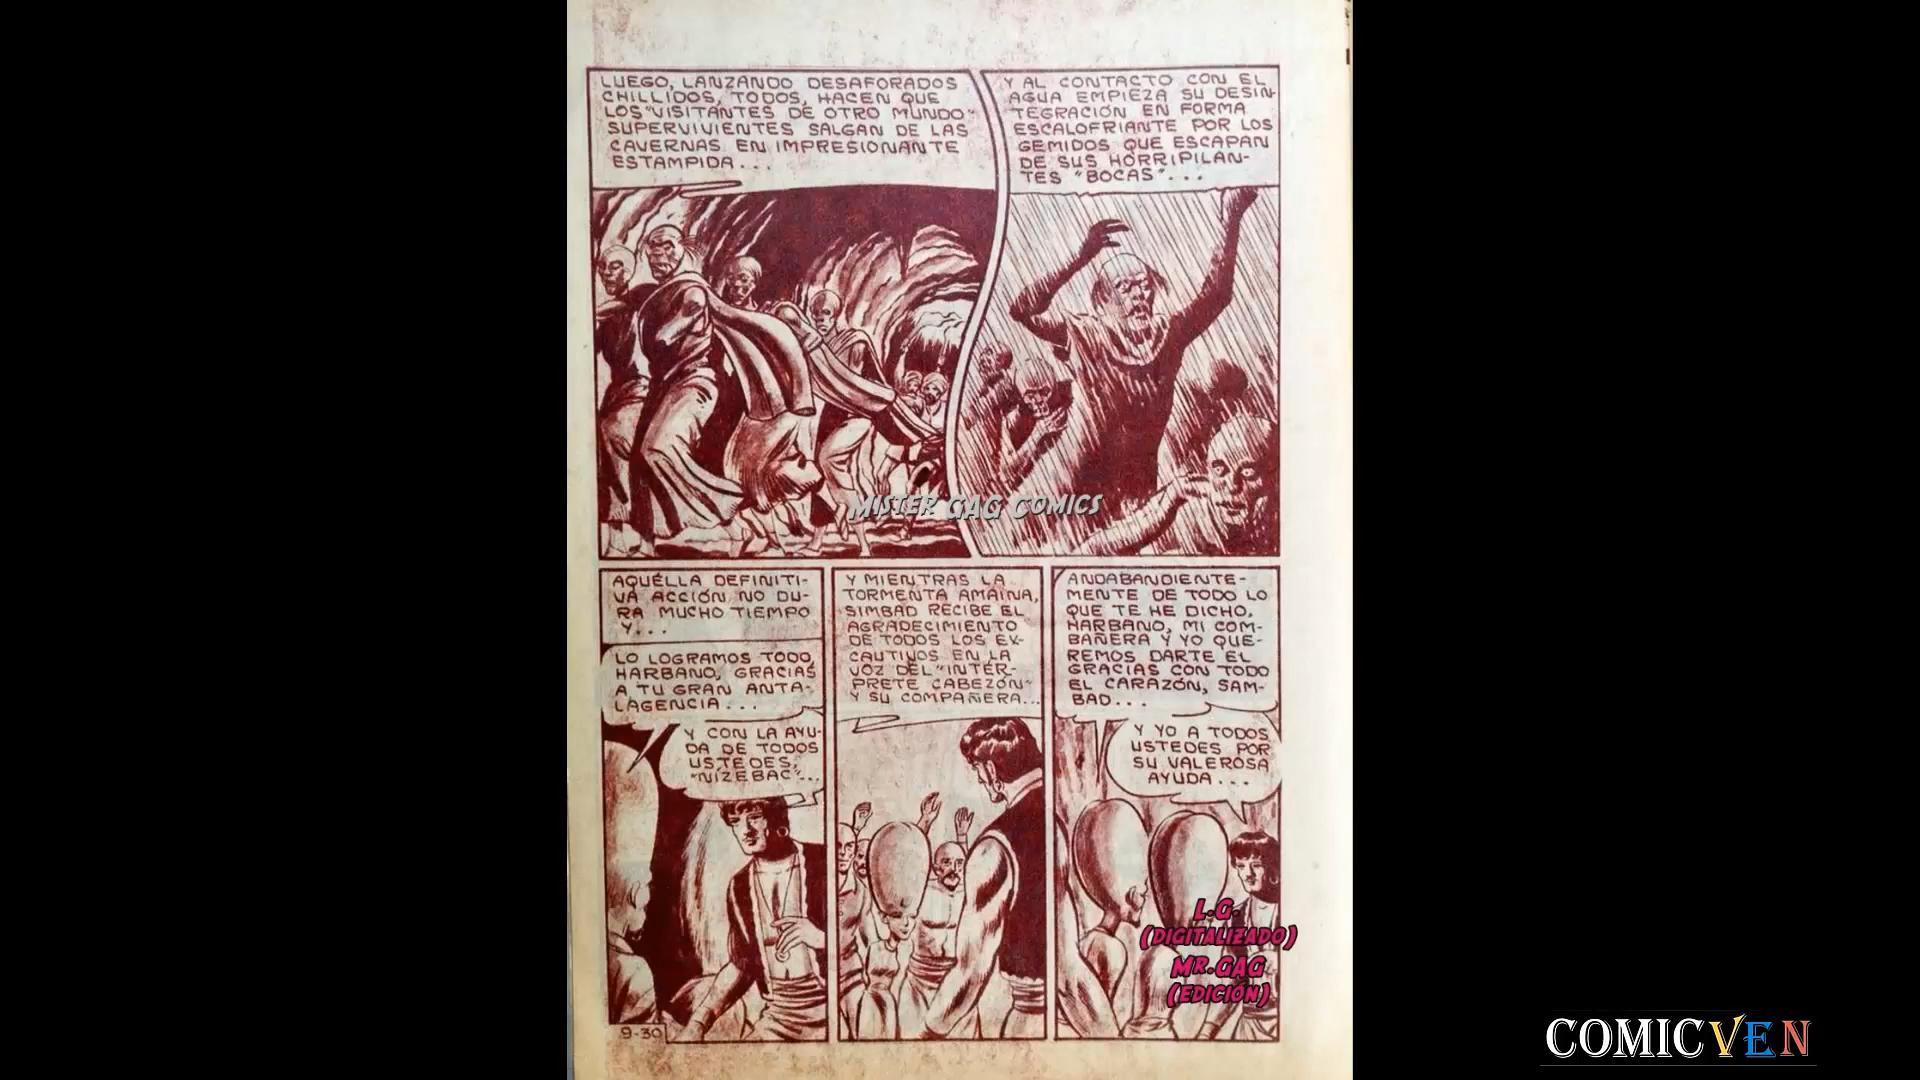 LUEGO, LANZANDO DESAFORADOS
CHILLIDOS, TODOS, HACEN QUE
LOS "VISITANTES DE OTRO MUNDO"
SUPERVIVIENTES SALGAN DE LAS
CAVERNAS EN IMPRESIONANTE
ESTAMPIDA...
Y AL CONTACTO CON EL
AGUA EMPIEZA SU DESIN-
TEGRACIÓN EN FORMA
ESCALOFRIANTE POR LOS
GEMIDOS QUE ESCAPAN
DE SUS HORRIPILAN-
TES "BOCAS"...
MISTER GAG COMICS
AQUÉLLA DEFINITI-
VA ACCIÓN NO DU-
RA MUCHO TIEMPO
Y...
LO LOGRAMOS TODO,
HARBANO, GRACIAS
A TU GRAN ANTA-
LAGENCIA...
Y CON LA AYU-
DA DE TODOS
USTEDES,
"NÍZEBAC"...
9-30
Y MIENTRAS LA
TORMENTA AMAINA,
SIMBAD RECIBE EL
AGRADECIMIENTO
DE TODOS LOS EX-
CAUTIVOS EN LA
VOZ DEL "INTÉR-
PRETE CABEZÓN"
Y SU COMPAÑERA...
ANDABANDIENTE-
MENTE DE TODO LO
QUE TE HE DICHO,
HARBANO, MI COM-
BAÑERA Y YO QUE-
REMOS DARTE EL
GRACIAS CON TODO
EL CARAZÓN, SAM-
BAD...
Y YO A TODOS
USTEDES POR
SU VALEROSA
AYUDA...
L.G.
(DIGITALIZADO)
MR.GAG
(EDICIÓN)
COMICVEN